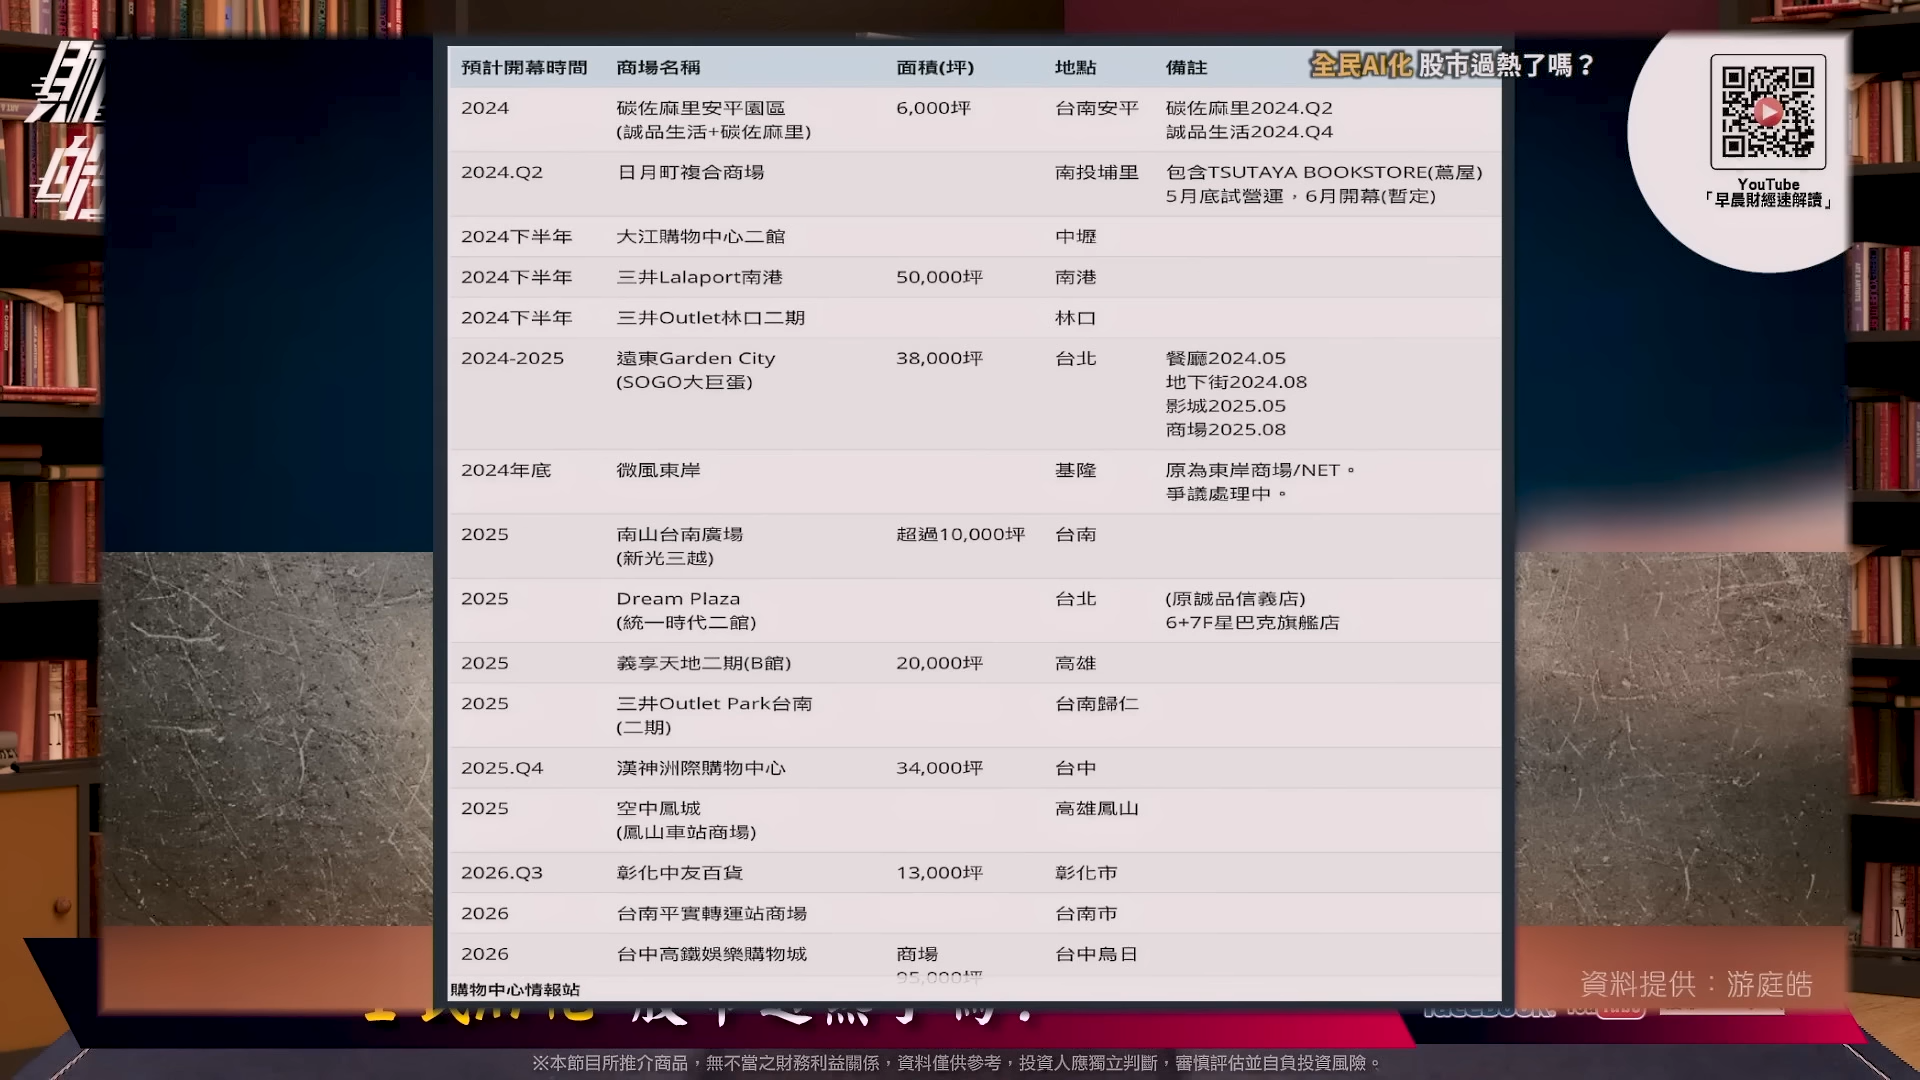 預計開幕時間 商場名稱 面積(坪) 地點 備註
全民AI化 股市過熱了嗎？
2024 碳佐麻里安平園區 6,000坪 台南安平 碳佐麻里2024.Q2
(誠品生活+碳佐麻里) 誠品生活2024.Q4
2024.Q2 日月町複合商場 南投埔里 包含TSUTAYA BOOKSTORE(蔦屋)
5月底試營運，6月開幕(暫定)
2024下半年 大江購物中心二館 中壢
2024下半年 三井Lalaport南港 50,000坪 南港
2024下半年 三井Outlet林口二期 林口
2024-2025 遠東Garden City 38,000坪 台北 餐廳2024.05
(SOGO大巨蛋) 地下街2024.08
影城2025.05
商場2025.08
2024年底 微風東岸 基隆 原為東岸商場/NET。
爭議處理中。
2025 南山台南廣場 超過10,000坪 台南
(新光三越)
2025 Dream Plaza 台北 (原誠品信義店)
(統一時代二館) 6+7F星巴克旗艦店
2025 義享天地二期(B館) 20,000坪 高雄
2025 三井Outlet Park台南 台南歸仁
(二期)
2025.Q4 漢神洲際購物中心 34,000坪 台中
2025 空中鳳城 高雄鳳山
(鳳山車站商場)
2026.Q3 彰化中友百貨 13,000坪 彰化市
2026 台南平實轉運站商場 台南市
2026 台中高鐵娛樂購物城 商場 台中烏日
95,000坪
購物中心情報站
YouTube
「早晨財經速解讀」
資料提供：游庭皓
全民AI化 股市過熱了嗎？
facebook. YouTube
※本節目所推介商品，無不當之財務利益關係，資料僅供參考，投資人應獨立判斷，審慎評估並自負投資風險。